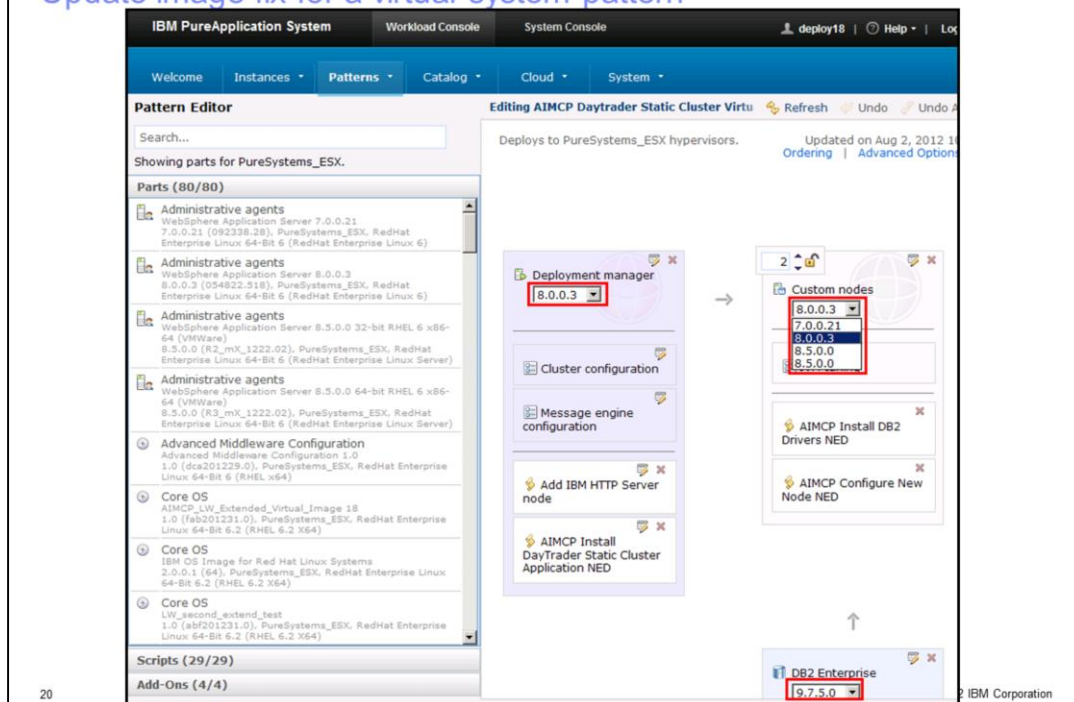 Update image fix for a virtual system pattern
IBM PureApplication System
Workload Console
System Console
deploy18 | Help |
Welcome
Instances
Patterns
Catalog
Cloud
System
Pattern Editor
Editing AIMCP Daytrader Static Cluster Virtu
Refresh
Undo
Undo A
Search...
Showing parts for PureSystems_ESX.
Parts (80/80)
Administrative agents
WebSphere Application Server 7.0.0.21
7.0.0.21 (092338.28), PureSystems_ESX, RedHat
Enterprise Linux 64-Bit 6 (RedHat Enterprise Linux 6)
Administrative agents
WebSphere Application Server 8.0.0.3
8.0.0.3 (054822.518), PureSystems_ESX, RedHat
Enterprise Linux 64-Bit 6 (RedHat Enterprise Linux 6)
Administrative agents
WebSphere Application Server 8.5.0.0 32-bit RHEL 6 x86-
64 (VMWare)
8.5.0.0 (R2_mX_1222.02), PureSystems_ESX, RedHat
Enterprise Linux 64-Bit 6 (RedHat Enterprise Linux Server)
Administrative agents
WebSphere Application Server 8.5.0.0 64-bit RHEL 6 x86-
64 (VMWare)
8.5.0.0 (R3_mX_1222.02), PureSystems_ESX, RedHat
Enterprise Linux 64-Bit 6 (RedHat Enterprise Linux Server)
Advanced Middleware Configuration
Advanced Middleware Configuration 1.0
1.0 (dca201229.0), PureSystems_ESX, RedHat Enterprise
Linux 64-Bit 6 (RHEL x64)
Core OS
AIMCP_LW_Extended_Virtual_Image 18
1.0 (fab201231.0), PureSystems_ESX, RedHat Enterprise
Linux 64-Bit 6.2 (RHEL 6.2 X64)
Core OS
IBM OS Image for Red Hat Linux Systems
2.0.0.1 (64), PureSystems_ESX, RedHat Enterprise Linux
64-Bit 6.2 (RHEL 6.2 X64)
Core OS
LW_second_extend_test
1.0 (abf201231.0), PureSystems_ESX, RedHat Enterprise
Linux 64-Bit 6.2 (RHEL 6.2 X64)
Scripts (29/29)
Add-Ons (4/4)
Deploys to PureSystems_ESX hypervisors.
Updated on Aug 2, 2012
Ordering | Advanced Options
Deployment manager
8.0.0.3
Cluster configuration
Message engine
configuration
Add IBM HTTP Server
node
AIMCP Install
DayTrader Static Cluster
Application NED
2
Custom nodes
8.0.0.3
7.0.0.21
8.0.0.3
8.5.0.0
8.5.0.0
AIMCP Install DB2
Drivers NED
AIMCP Configure New
Node NED
DB2 Enterprise
9.7.5.0
20
2 IBM Corporation